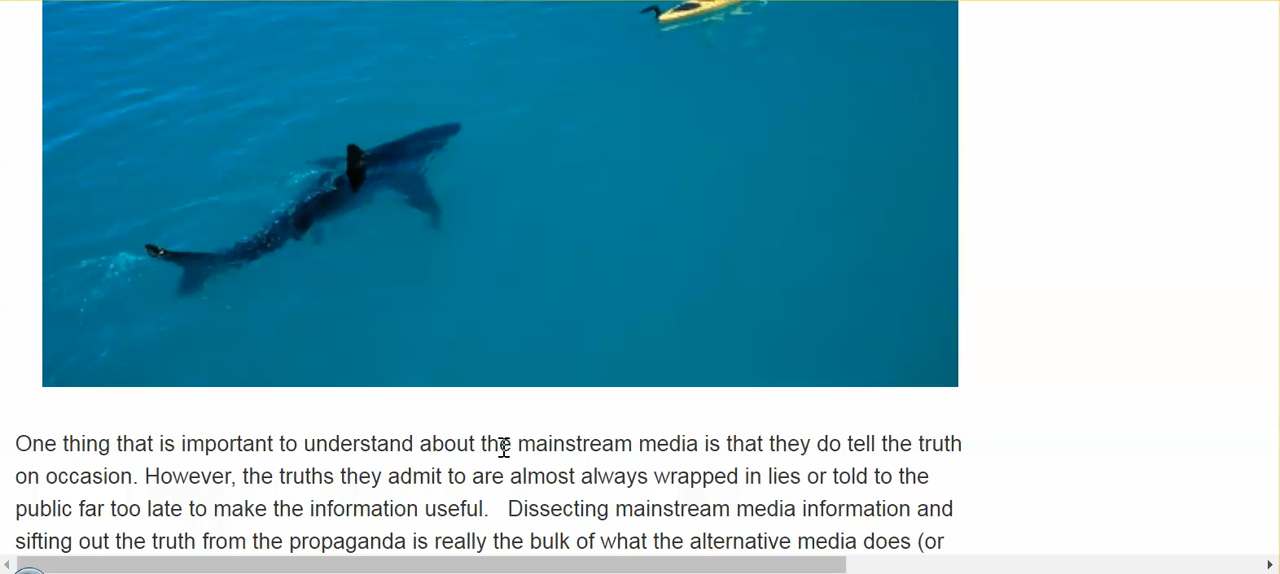 One thing that is important to understand about the mainstream media is that they do tell the truth
on occasion. However, the truths they admit to are almost always wrapped in lies or told to the
public far too late to make the information useful.   Dissecting mainstream media information and
sifting out the truth from the propaganda is really the bulk of what the alternative media does (or